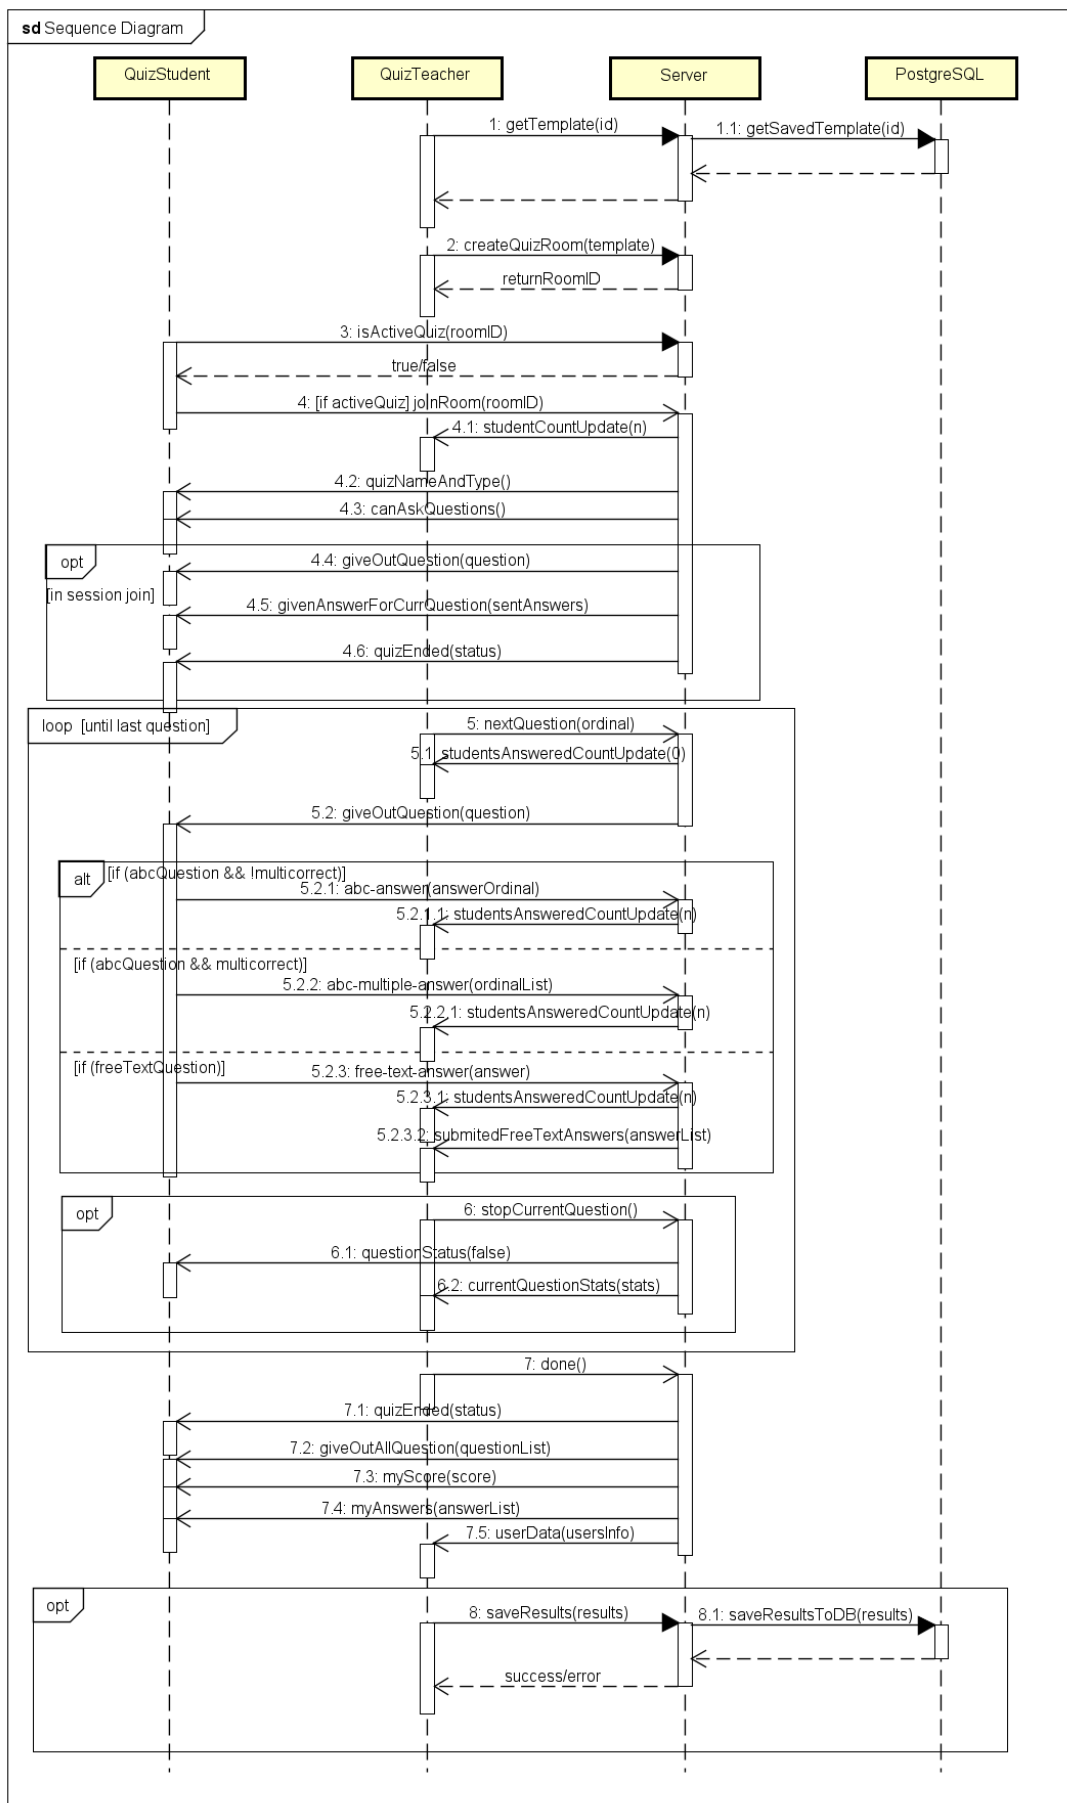 sd Sequence Diagram
QuizStudent
QuizTeacher
Server
PostgreSQL
1: getTemplate(id)
1.1: getSavedTemplate(id)
2: createQuizRoom(template)
returnRoomID
3: isActiveQuiz(roomID)
true/false
4: [if activeQuiz] joinRoom(roomID)
4.1: studentCountUpdate(n)
4.2: quizNameAndType()
4.3: canAskQuestions()
opt
4.4: giveOutQuestion(question)
[in session join]
4.5: givenAnswerForCurrQuestion(sentAnswers)
4.6: quizEnded(status)
loop [until last question]
5: nextQuestion(ordinal)
5.1: studentsAnsweredCountUpdate(0)
5.2: giveOutQuestion(question)
alt
[if (abcQuestion && !multicorrect)]
5.2.1: abc-answer(answerOrdinal)
5.2.1.1: studentsAnsweredCountUpdate(n)
[if (abcQuestion && multicorrect)]
5.2.2: abc-multiple-answer(ordinalList)
5.2.2.1: studentsAnsweredCountUpdate(n)
[if (freeTextQuestion)]
5.2.3: free-text-answer(answer)
5.2.3.1: studentsAnsweredCountUpdate(n)
5.2.3.2: submitedFreeTextAnswers(answerList)
opt
6: stopCurrentQuestion()
6.1: questionStatus(false)
6.2: currentQuestionStats(stats)
7: done()
7.1: quizEnded(status)
7.2: giveOutAllQuestion(questionList)
7.3: myScore(score)
7.4: myAnswers(answerList)
7.5: userData(usersInfo)
opt
8: saveResults(results)
8.1: saveResultsToDB(results)
success/error